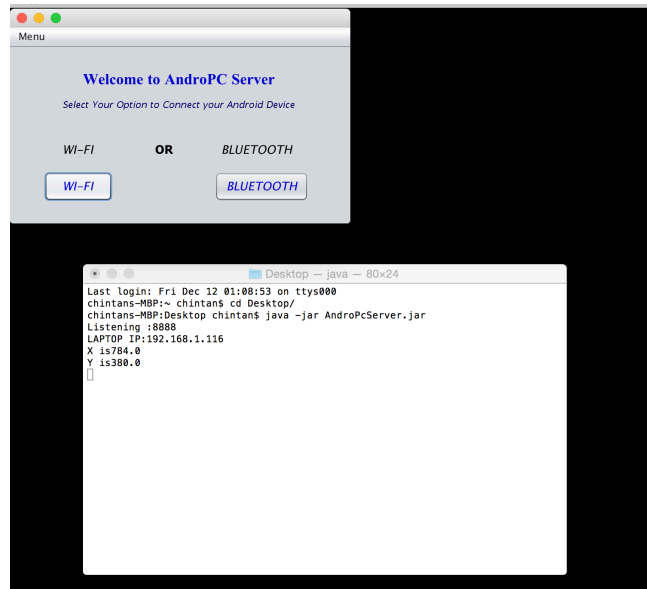 Menu
Welcome to AndroPC Server
Select Your Option to Connect your Android Device
WI-FI OR BLUETOOTH
WI-FI BLUETOOTH
Desktop — java — 80×24
Last login: Fri Dec 12 01:08:53 on ttys000
chintans-MBP:~ chintan$ cd Desktop/
chintans-MBP:Desktop chintan$ java -jar AndroPcServer.jar
Listening :8888
LAPTOP IP:192.168.1.116
X is784.0
Y is380.0